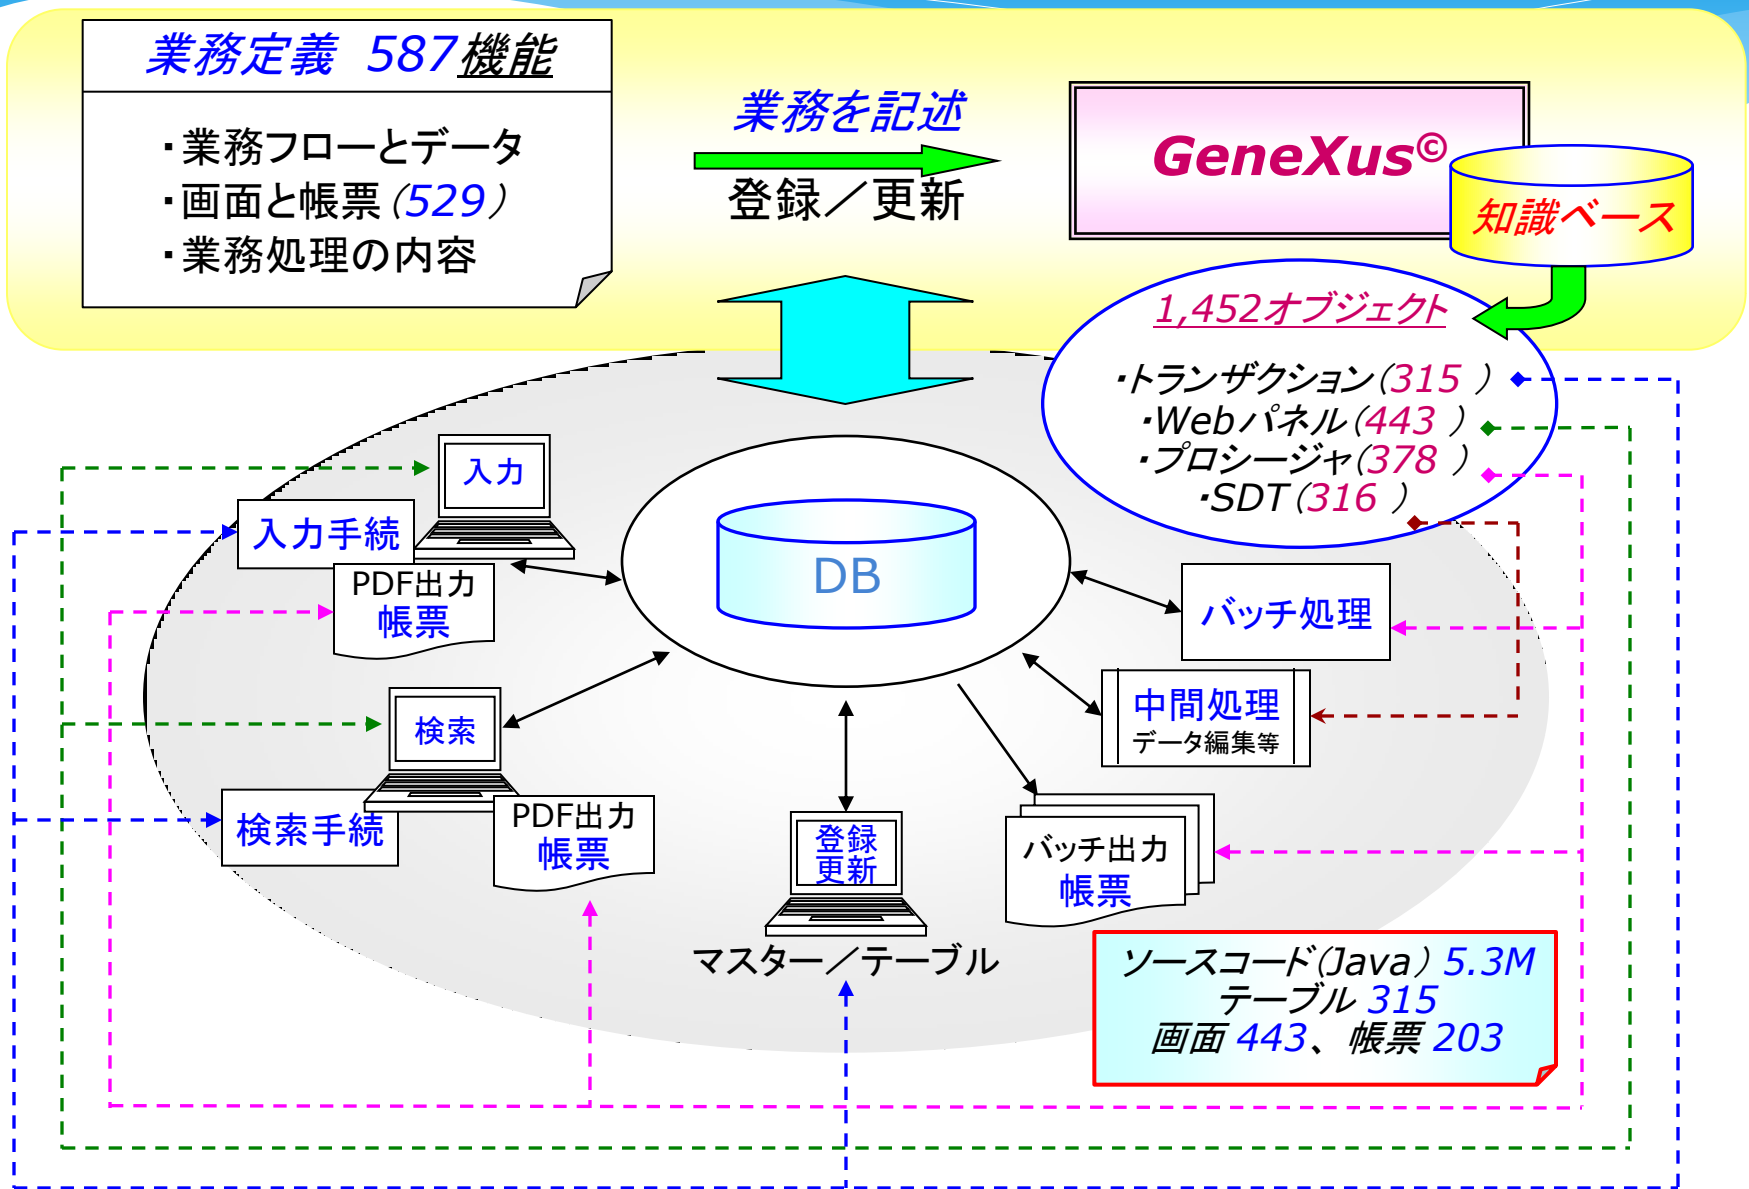 業務定義 587機能
・業務フローとデータ
・画面と帳票（529）
・業務処理の内容
業務を記述
登録／更新
GeneXus©
知識ベース
1,452オブジェクト
・トランザクション（315 ）
・Webパネル（443 ）
・プロシージャ（378 ）
・SDT（316 ）
入力
入力手続
PDF出力
帳票
DB
バッチ処理
中間処理
データ編集等
検索
検索手続
PDF出力
帳票
登録
更新
マスター／テーブル
バッチ出力
帳票
ソースコード（Java）5.3M
テーブル 315
画面 443、帳票 203